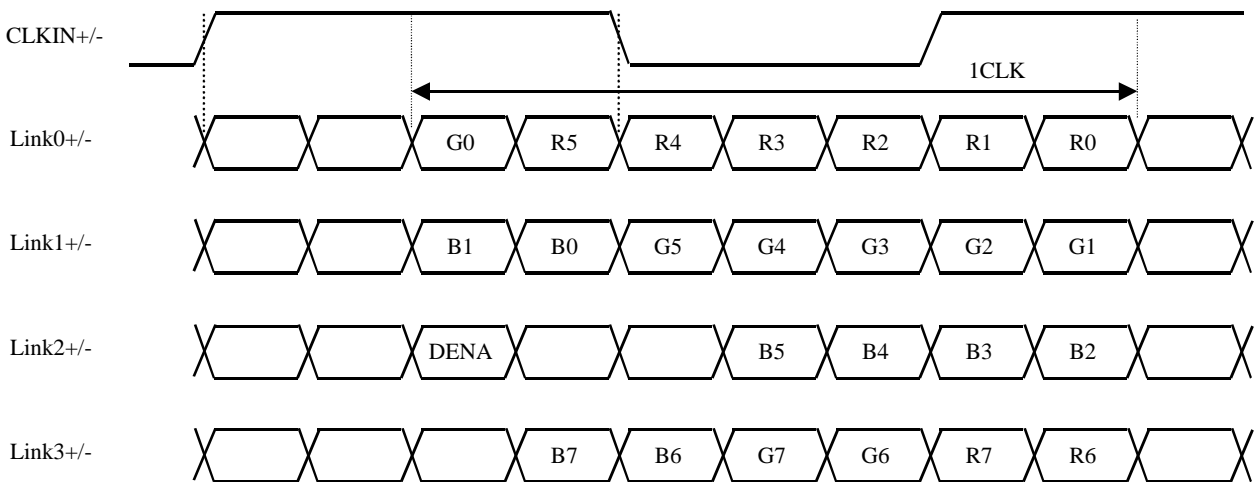 CLKIN+/-
1CLK
Link0+/- G0 R5 R4 R3 R2 R1 R0
Link1+/- B1 B0 G5 G4 G3 G2 G1
Link2+/- DENA B5 B4 B3 B2
Link3+/- B7 B6 G7 G6 R7 R6